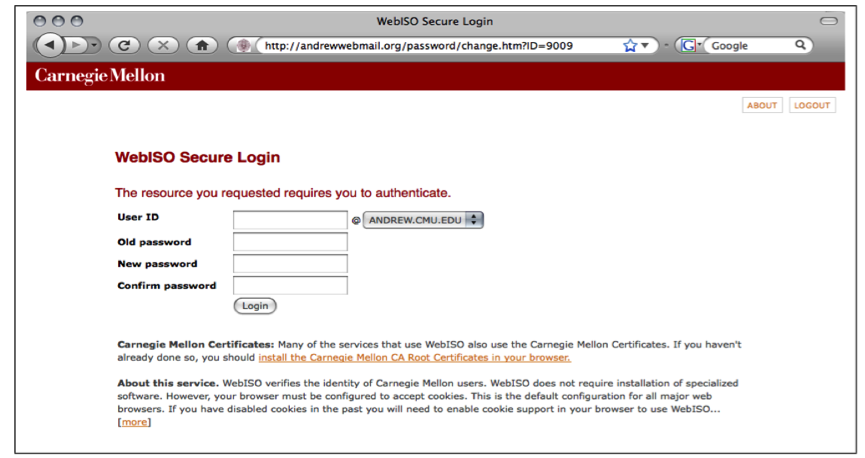 WebISO Secure Login
http://andrewwebmail.org/password/change.htm?ID=9009
Google
Carnegie Mellon
ABOUT LOGOUT
WebISO Secure Login
The resource you requested requires you to authenticate.
User ID @ ANDREW.CMU.EDU
Old password
New password
Confirm password
Login
Carnegie Mellon Certificates: Many of the services that use WebISO also use the Carnegie Mellon Certificates. If you haven't
already done so, you should install the Carnegie Mellon CA Root Certificates in your browser.
About this service. WebISO verifies the identity of Carnegie Mellon users. WebISO does not require installation of specialized
software. However, your browser must be configured to accept cookies. This is the default configuration for all major web
browsers. If you have disabled cookies in the past you will need to enable cookie support in your browser to use WebISO...
[more]